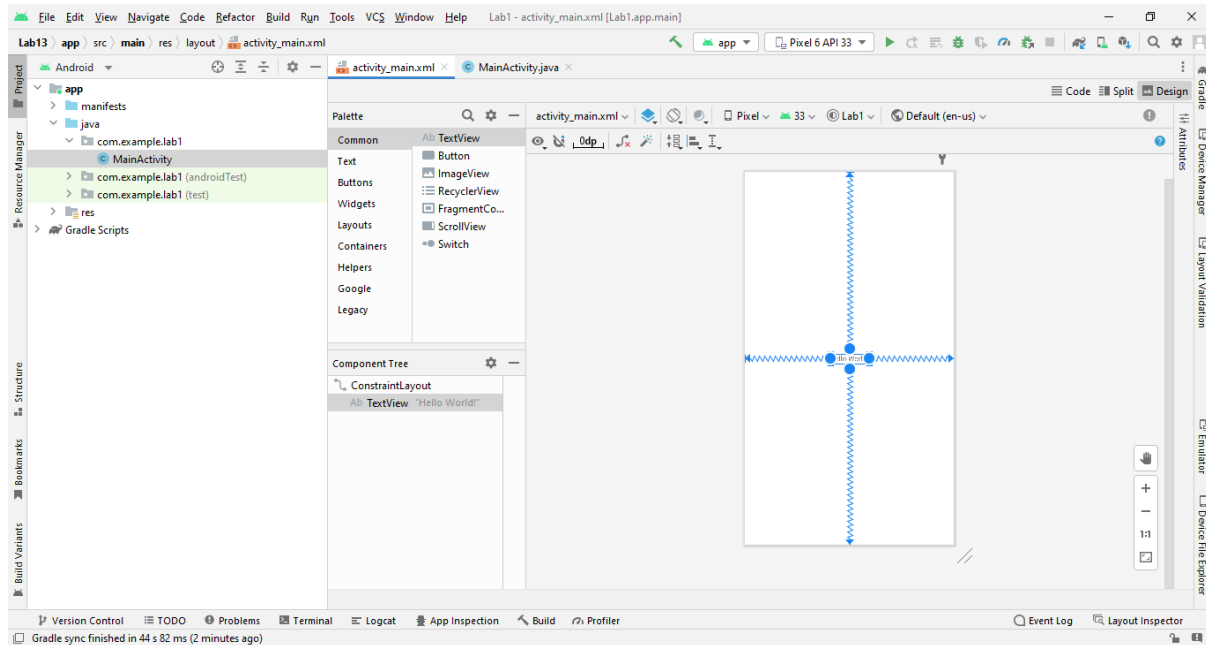 File Edit View Navigate Code Refactor Build Run Tools VCS Window Help Lab1 - activity_main.xml [Lab1.app.main]
Lab13 app src main res layout activity_main.xml app Pixel 6 API 33
Project
Android
activity_main.xml MainActivity.java
app
manifests
java
com.example.lab1
MainActivity
com.example.lab1 (androidTest)
com.example.lab1 (test)
res
Gradle Scripts
Resource Manager
Structure
Bookmarks
Build Variants
Code Split Design
Palette
Common
Text
Buttons
Widgets
Layouts
Containers
Helpers
Google
Legacy
Ab TextView
Button
ImageView
RecyclerView
FragmentCo...
ScrollView
Switch
Component Tree
ConstraintLayout
Ab TextView "Hello World!"
activity_main.xml Pixel 33 Lab1 Default (en-us)
0dp
1:1
Gradle
Attributes
Device Manager
Layout Validation
Emulator
Device File Explorer
Version Control TODO Problems Terminal Logcat App Inspection Build Profiler Event Log Layout Inspector
Gradle sync finished in 44 s 82 ms (2 minutes ago)